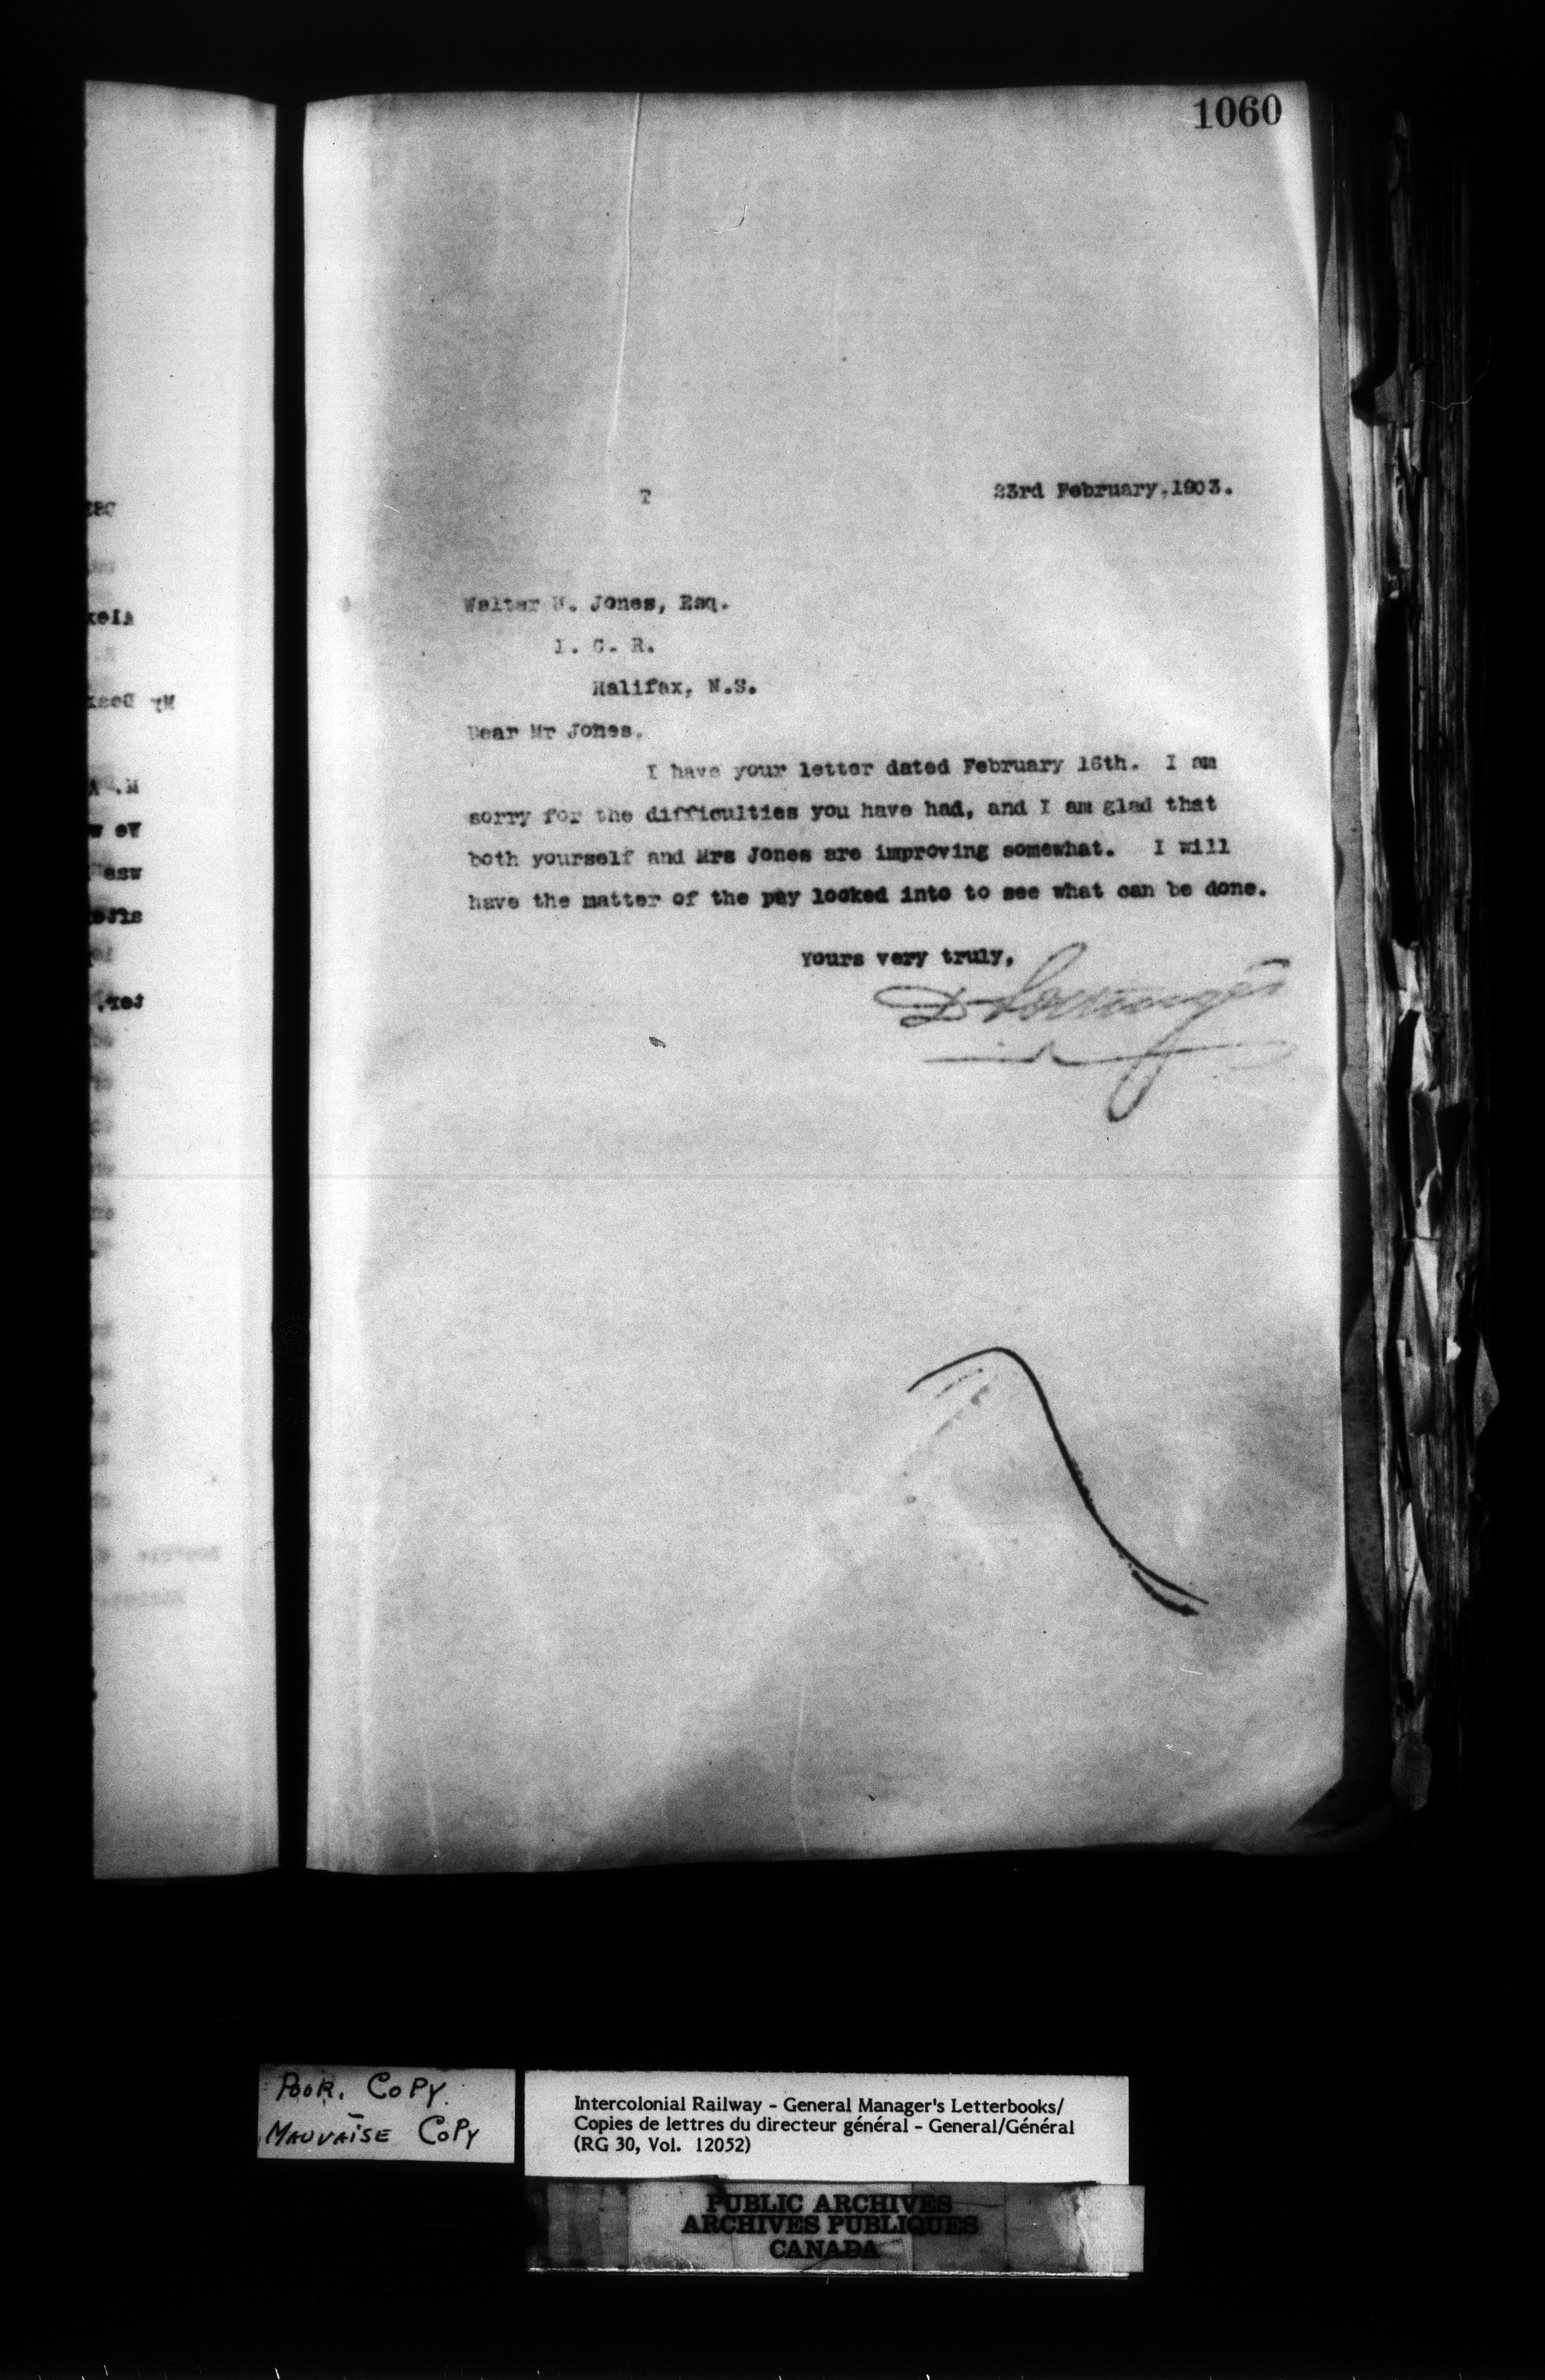 1060
T
23rd February, 1903.
Walter W. Jones, Esq.
I. C. R.
Halifax, N.S.
Dear Mr Jones,
I have your letter dated February 16th. I am
sorry for the difficulties you have had, and I am glad that
both yourself and Mrs Jones are improving somewhat. I will
have the matter of the pay looked into to see what can be done.
Yours very truly,
POOR. COPY
MAUVAISE COPY
Intercolonial Railway - General Manager's Letterbooks/
Copies de lettres du directeur général - General/Général
(RG 30, Vol. 12052)
PUBLIC ARCHIVES
ARCHIVES PUBLIQUES
CANADA